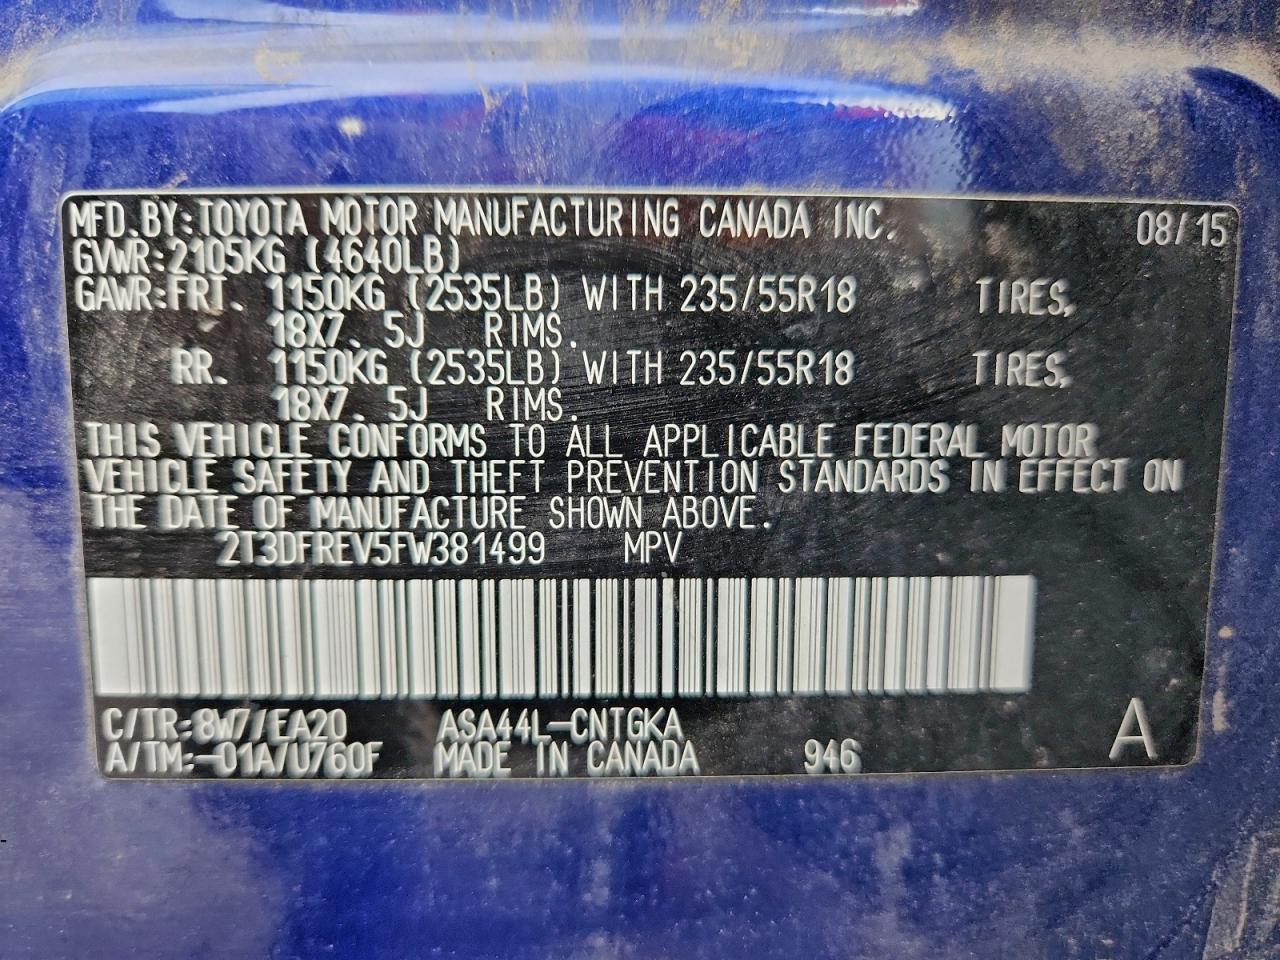 MFD. BY: TOYOTA MOTOR MANUFACTURING CANADA INC. 08/15
GVWR: 2105KG (4640LB)
GAWR: FRT. 1150KG (2535LB) WITH 235/55R18 TIRES,
18X7. 5J RIMS.
RR. 1150KG (2535LB) WITH 235/55R18 TIRES,
18X7. 5J RIMS.
THIS VEHICLE CONFORMS TO ALL APPLICABLE FEDERAL MOTOR
VEHICLE SAFETY AND THEFT PREVENTION STANDARDS IN EFFECT ON
THE DATE OF MANUFACTURE SHOWN ABOVE.
2T3DFREV5FW381499 MPV
C/TR: 8W7/EA20 ASA44L-CNTGKA A
A/TM: -01A/U760F MADE IN CANADA 946